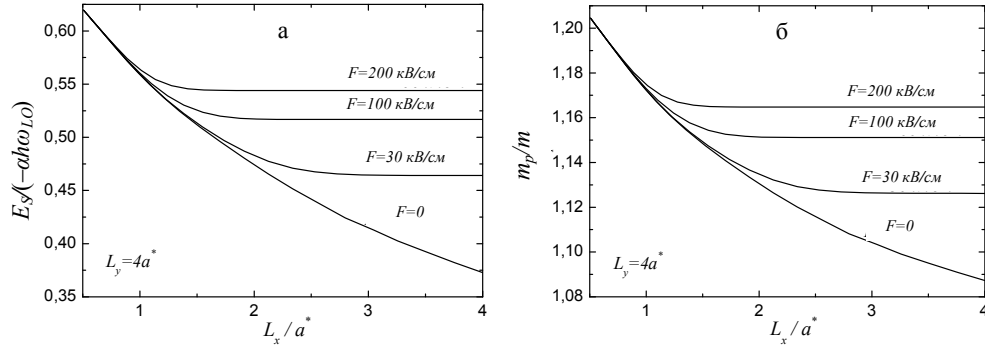 а
0,60
0,55
0,50
0,45
0,40
0,35
E_S/(−αħω_{LO})
F=200 кВ/см
F=100 кВ/см
F=30 кВ/см
F=0
L_y=4a^*
1 2 3 4
L_x / a^*
б
1,20
1,18
1,16
1,14
1,12
1,10
1,08
m_p/m
F=200 кВ/см
F=100 кВ/см
F=30 кВ/см
F=0
L_y=4a^*
1 2 3 4
L_x / a^*